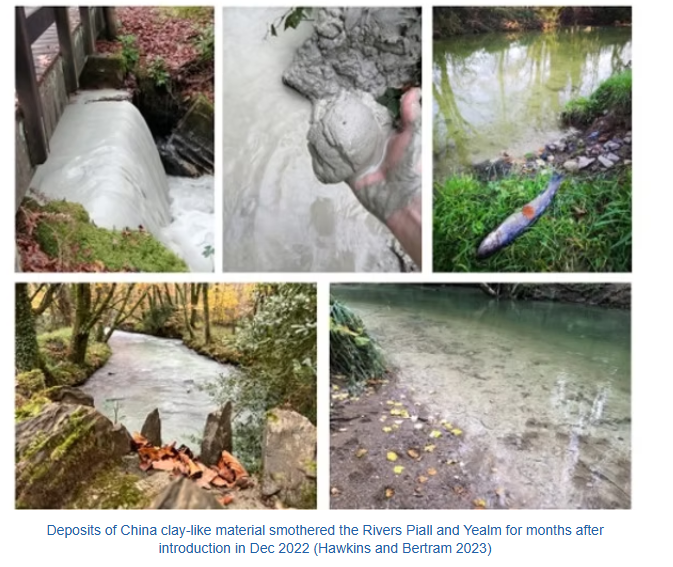 Deposits of China clay-like material smothered the Rivers Piall and Yealm for months after
introduction in Dec 2022 (Hawkins and Bertram 2023)